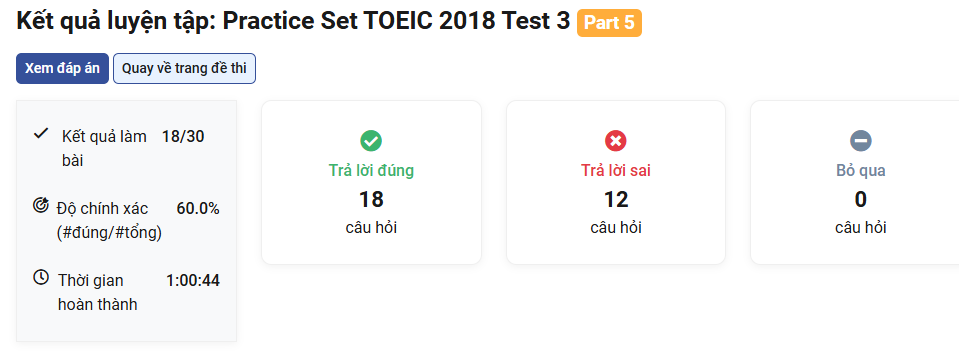 Kết quả luyện tập: Practice Set TOEIC 2018 Test 3 Part 5
Xem đáp án
Quay về trang đề thi
Kết quả làm bài
18/30
Độ chính xác (#đúng/#tổng)
60.0%
Thời gian hoàn thành
1:00:44
Trả lời đúng
18
câu hỏi
Trả lời sai
12
câu hỏi
Bỏ qua
0
câu hỏi